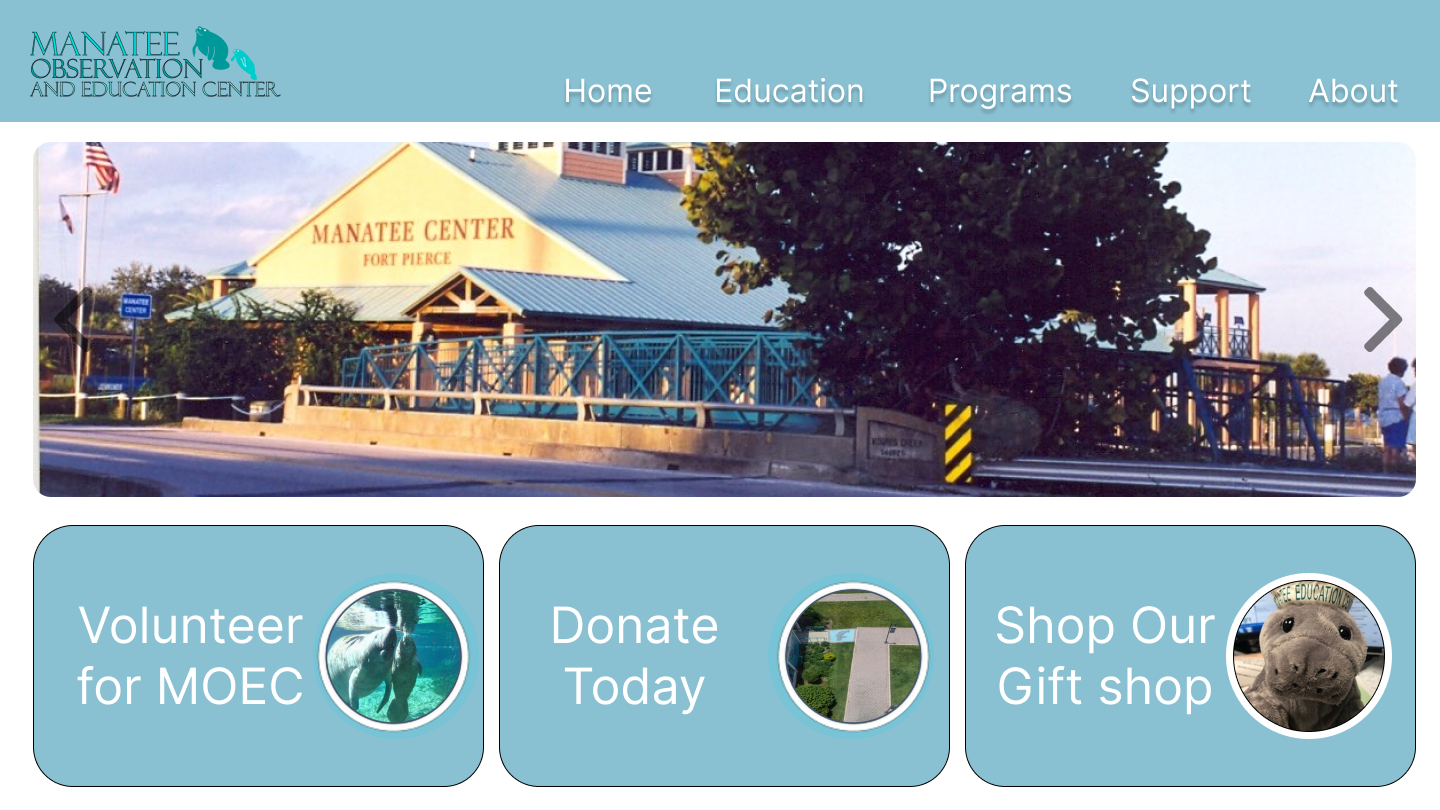 MANATEE
OBSERVATION
AND EDUCATION CENTER
Home Education Programs Support About
MANATEE CENTER
FORT PIERCE
MANATEE
CENTER
Volunteer
for MOEC
Donate
Today
Shop Our
Gift shop
EDUCATION